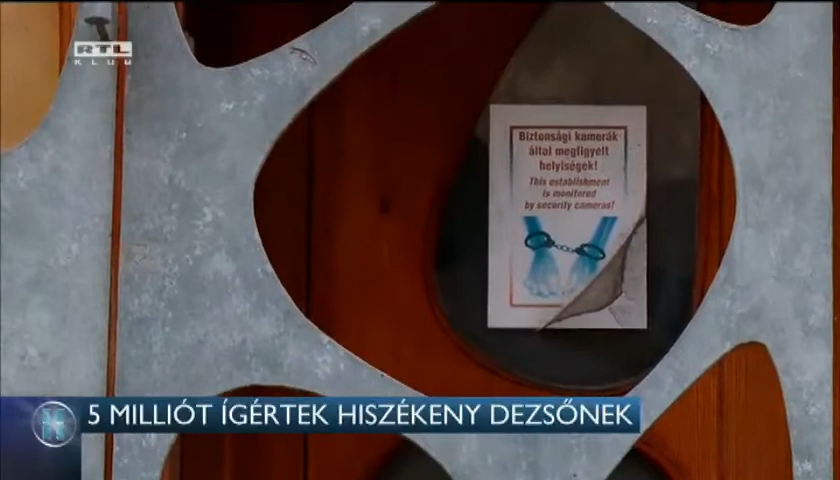 RTL
KLUB
Biztonsági kamerák
által megfigyelt
helyiségek!
This establishment
is monitored
by security cameras!
5 MILLIÓT ÍGÉRTEK HISZÉKENY DEZSŐNEK